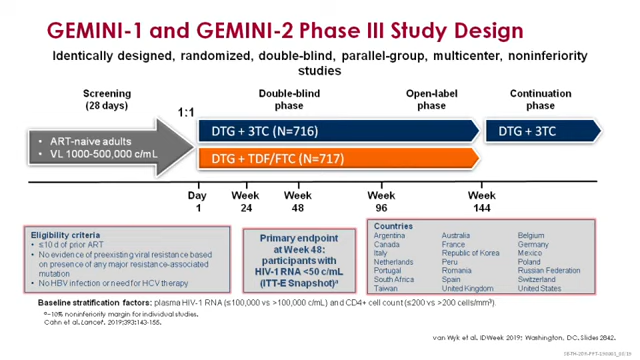 GEMINI-1 and GEMINI-2 Phase III Study Design
Identically designed, randomized, double-blind, parallel-group, multicenter, noninferiority
studies
Screening
(28 days)
Double-blind
phase
Open-label
phase
Continuation
phase
1:1
• ART-naive adults
• VL 1000-500,000 c/mL
DTG + 3TC (N=716)
DTG + 3TC
DTG + TDF/FTC (N=717)
Day
1
Week
24
Week
48
Week
96
Week
144
Eligibility criteria
• ≤10 d of prior ART
• No evidence of preexisting viral resistance based
on presence of any major resistance-associated
mutation
• No HBV infection or need for HCV therapy
Primary endpoint
at Week 48:
participants with
HIV-1 RNA <50 c/mL
(ITT-E Snapshot)ᵃ
Countries
Argentina Australia Belgium
Canada France Germany
Italy Republic of Korea Mexico
Netherlands Peru Poland
Portugal Romania Russian Federation
South Africa Spain Switzerland
Taiwan United Kingdom United States
Baseline stratification factors: plasma HIV-1 RNA (≤100,000 vs >100,000 c/mL) and CD4+ cell count (≤200 vs >200 cells/mm³).
ᵃ−10% noninferiority margin for individual studies.
Cahn et al. Lancet. 2019;393:143-155.
van Wyk et al. IDWeek 2019; Washington, DC. Slides 2842.